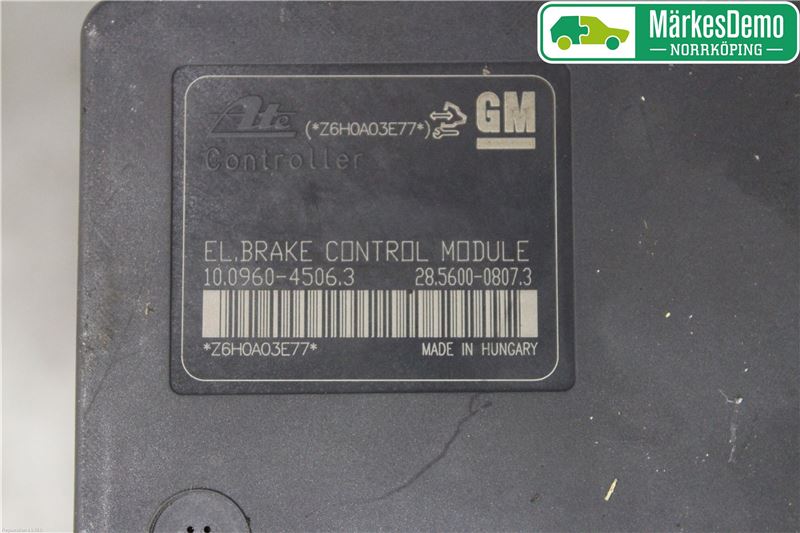 MärkesDemo
NORRKÖPING
Ate (*Z6H0A03E77*) GM
Controller
EL.BRAKE CONTROL MODULE
10.0960-4506.3 28.5600-0807.3
*Z6H0A03E77* MADE IN HUNGARY